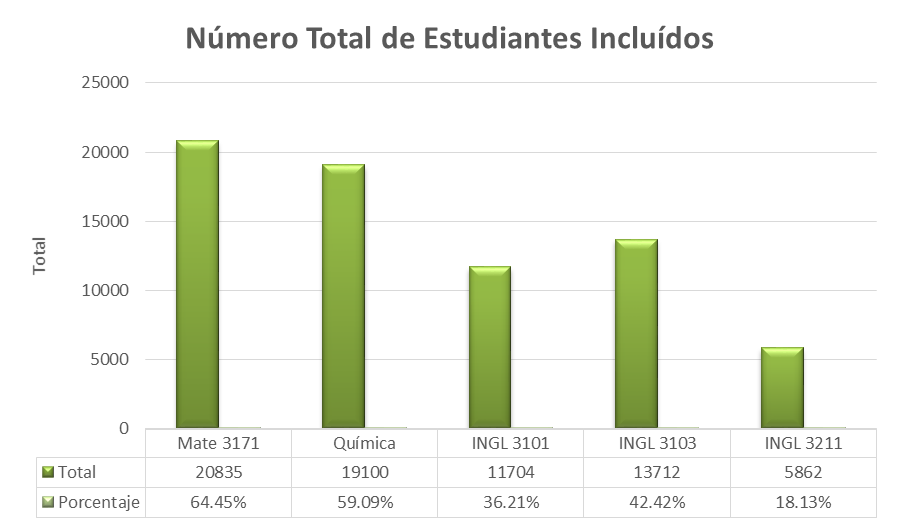 Número Total de Estudiantes Incluídos
25000
20000
15000
10000
5000
0
Total
Mate 3171 Química INGL 3101 INGL 3103 INGL 3211
Total 20835 19100 11704 13712 5862
Porcentaje 64.45% 59.09% 36.21% 42.42% 18.13%